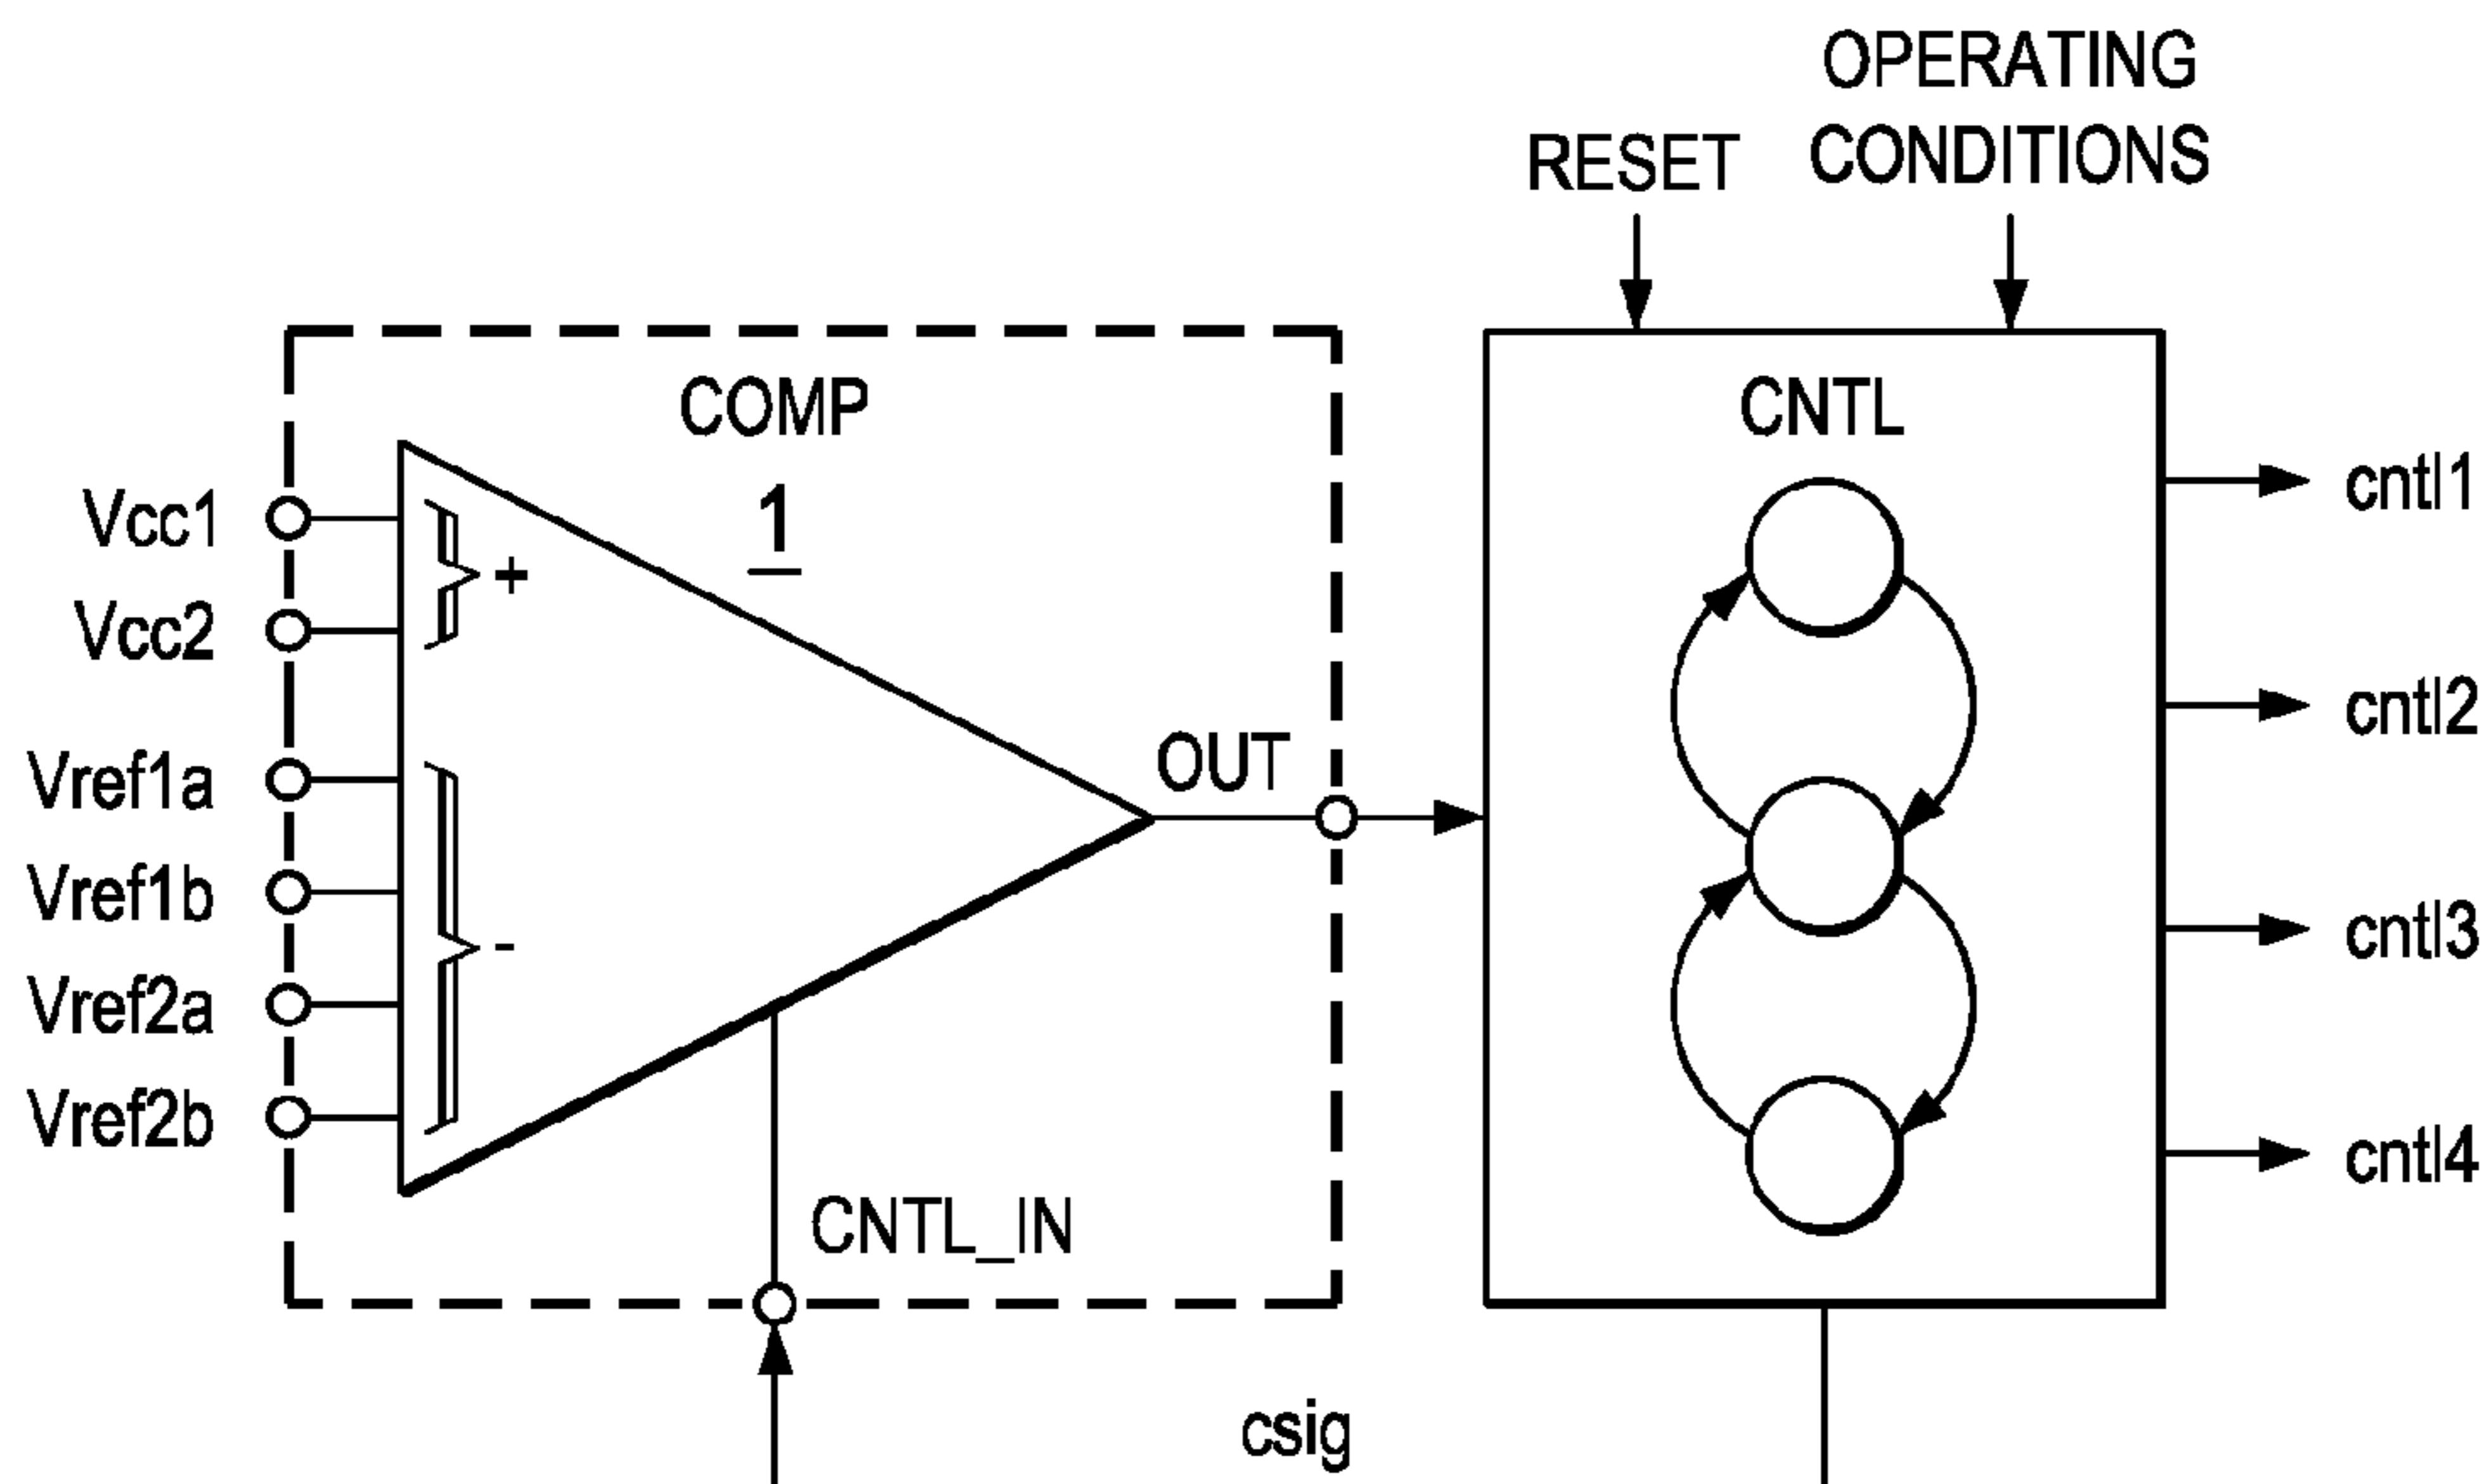 OPERATING
CONDITIONS
RESET
COMP
1
CNTL
Vcc1
+
Vcc2
Vref1a
Vref1b
-
Vref2a
Vref2b
OUT
CNTL_IN
cntl1
cntl2
cntl3
cntl4
csig